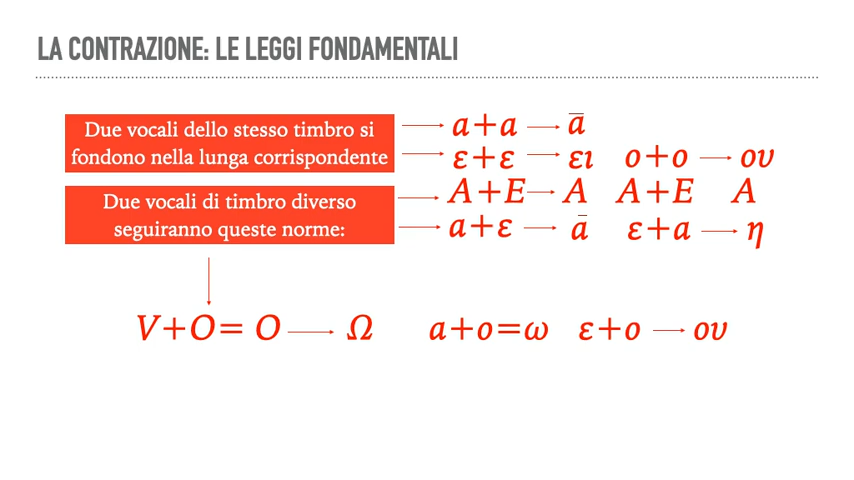 LA CONTRAZIONE: LE LEGGI FONDAMENTALI
Due vocali dello stesso timbro si
fondono nella lunga corrispondente
α+α → ᾱ
ε+ε → ει ο+ο → ου
Due vocali di timbro diverso
seguiranno queste norme:
A+E → A A+E A
α+ε → ᾱ ε+α → η
V+O= O → Ω α+ο=ω ε+ο → ου